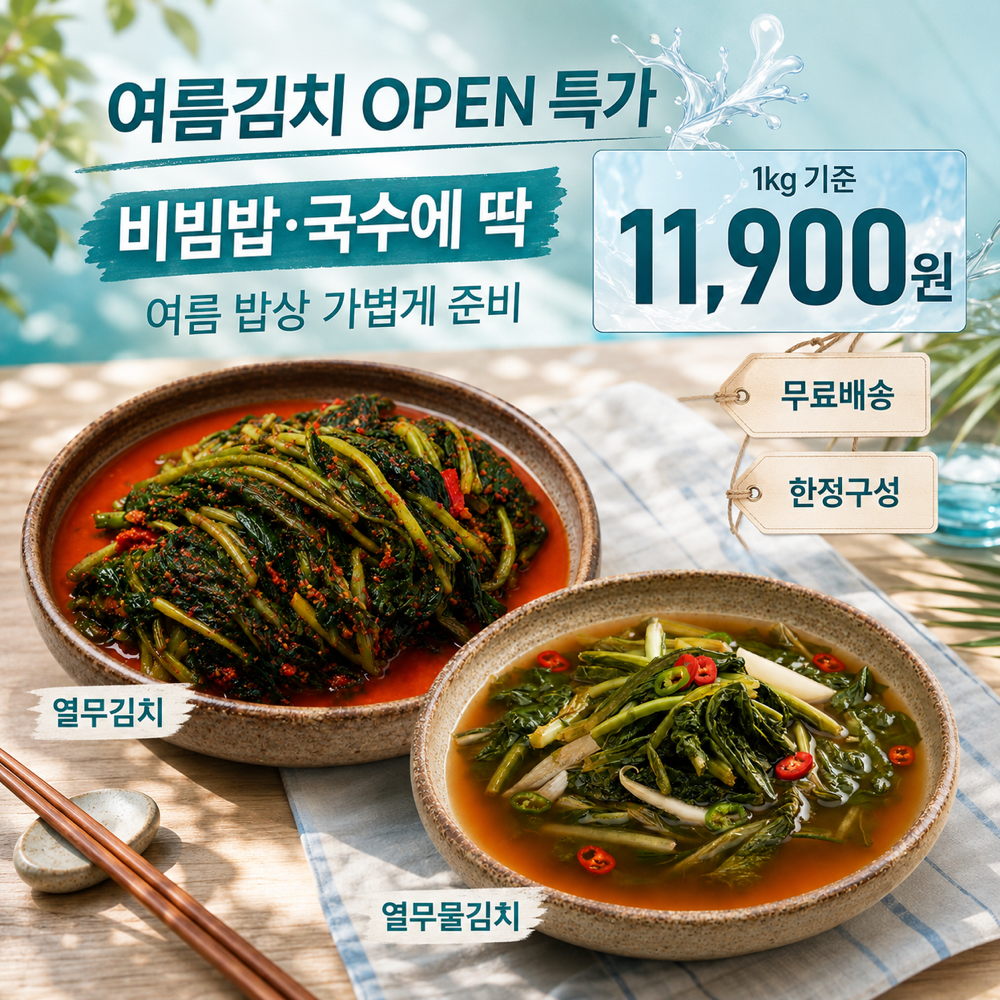 여름김치 OPEN 특가
비빔밥·국수에 딱
여름 밥상 가볍게 준비
1kg 기준
11,900원
무료배송
한정구성
열무김치
열무물김치